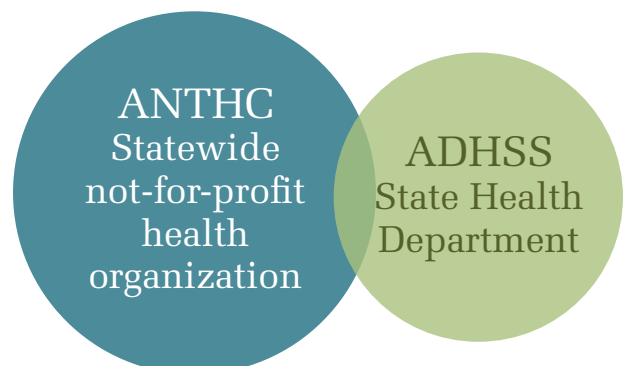 ANTHC
Statewide
not-for-profit
health
organization
ADHSS
State Health
Department